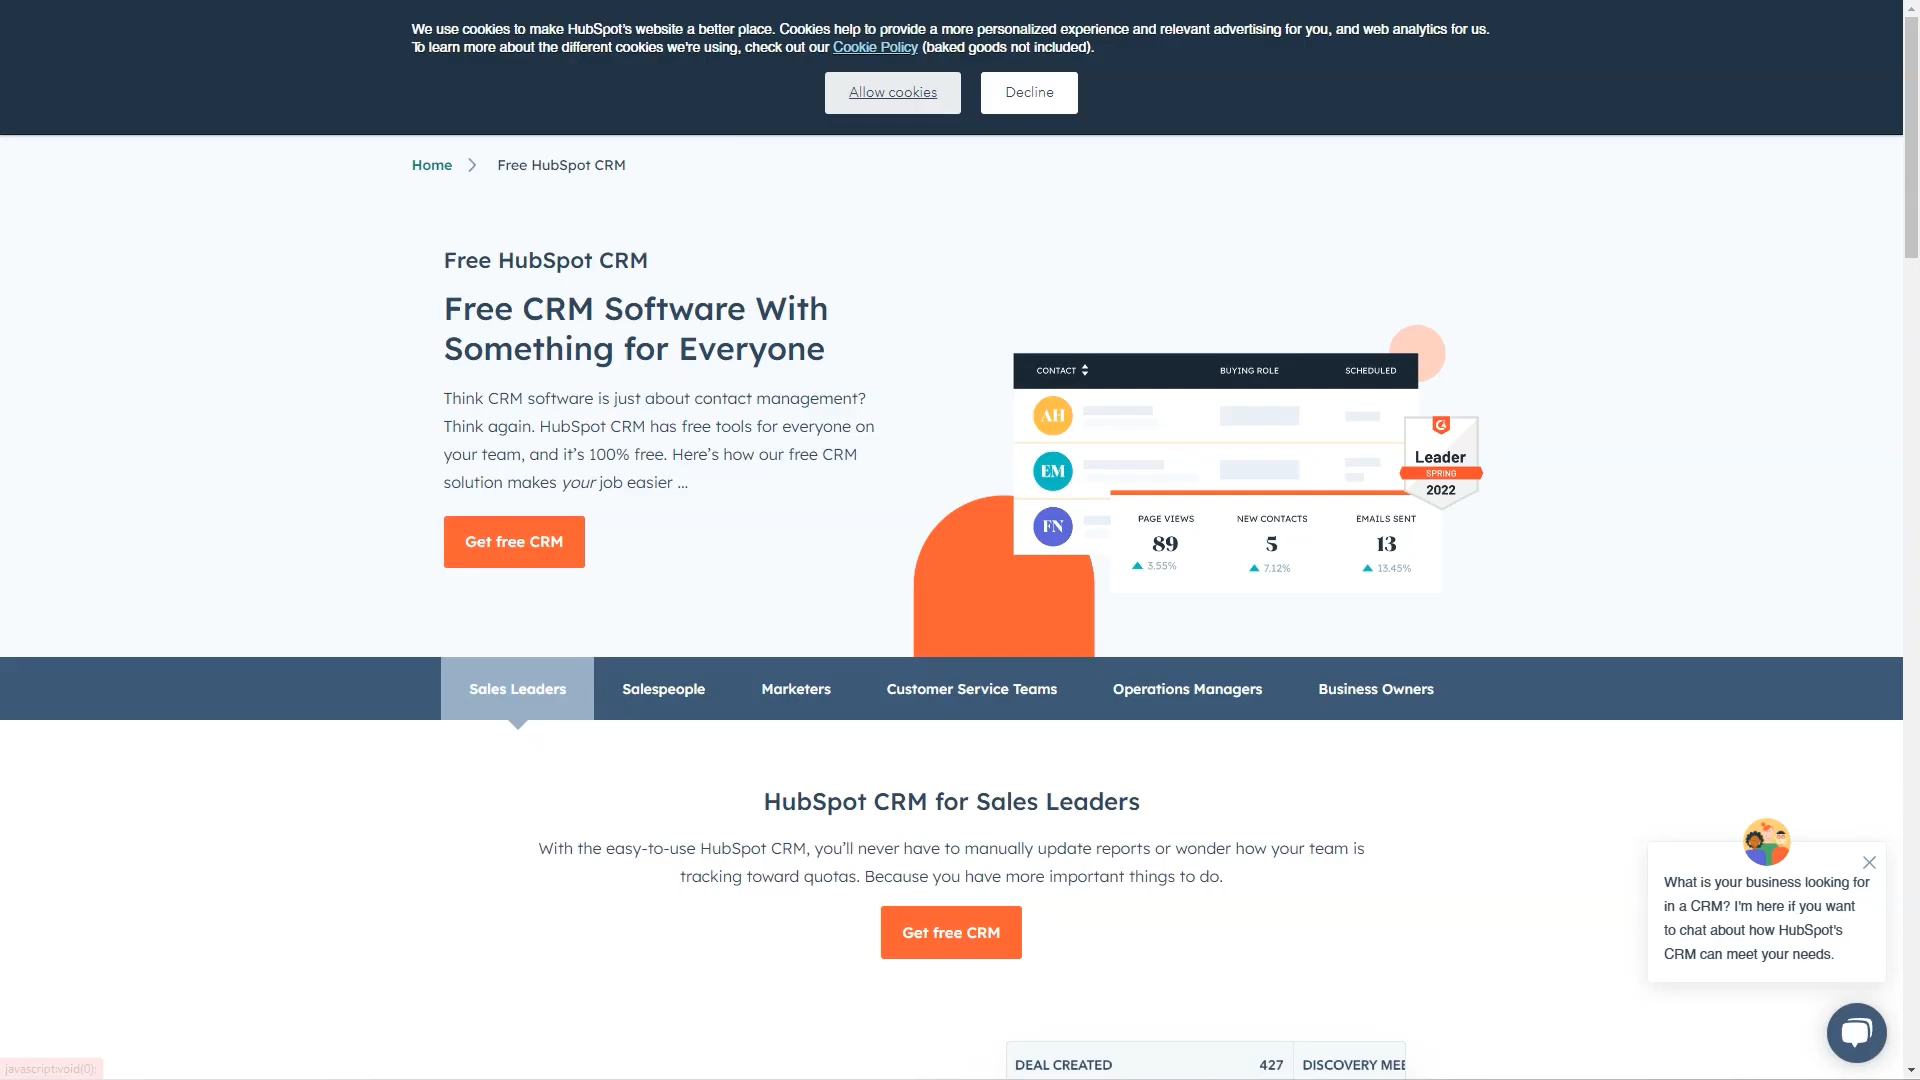 We use cookies to make HubSpot's website a better place. Cookies help to provide a more personalized experience and relevant advertising for you, and web analytics for us.
To learn more about the different cookies we're using, check out our Cookie Policy (baked goods not included).
Allow cookies
Decline
Home
Free HubSpot CRM
Free HubSpot CRM
Free CRM Software With
Something for Everyone
Think CRM software is just about contact management?
Think again. HubSpot CRM has free tools for everyone on
your team, and it’s 100% free. Here’s how our free CRM
solution makes your job easier ...
Get free CRM
CONTACT
BUYING ROLE
SCHEDULED
AH
EM
FN
Leader
SPRING
2022
PAGE VIEWS
NEW CONTACTS
EMAILS SENT
89
5
13
3.55%
7.12%
13.45%
Sales Leaders
Salespeople
Marketers
Customer Service Teams
Operations Managers
Business Owners
HubSpot CRM for Sales Leaders
With the easy-to-use HubSpot CRM, you’ll never have to manually update reports or wonder how your team is
tracking toward quotas. Because you have more important things to do.
Get free CRM
What is your business looking for
in a CRM? I'm here if you want
to chat about how HubSpot's
CRM can meet your needs.
DEAL CREATED
427
DISCOVERY MEE
javascript:void(0);